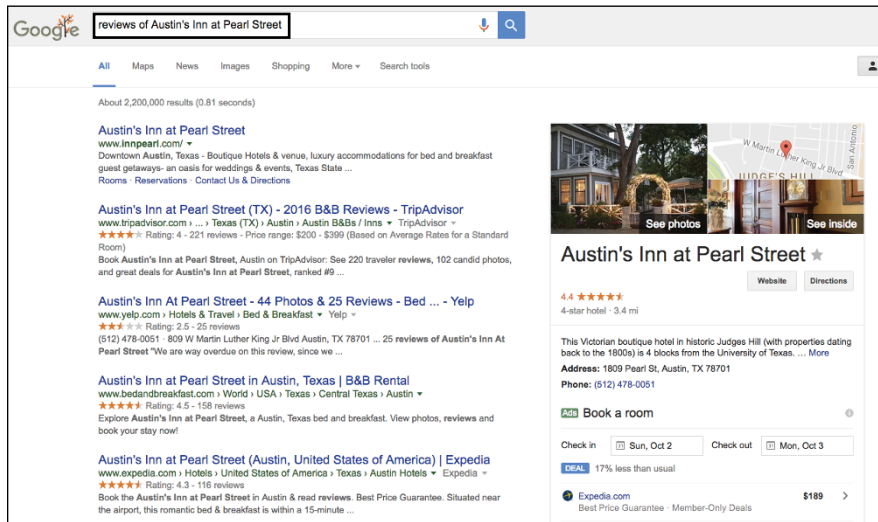 Google
reviews of Austin's Inn at Pearl Street
All Maps News Images Shopping More Search tools
About 2,200,000 results (0.81 seconds)
Austin's Inn at Pearl Street
www.innpearl.com/
Downtown Austin, Texas - Boutique Hotels & venue, luxury accommodations for bed and breakfast
guest getaways- an oasis for weddings & events, Texas State ...
Rooms · Reservations · Contact Us & Directions
Austin's Inn at Pearl Street (TX) - 2016 B&B Reviews - TripAdvisor
www.tripadvisor.com › ... › Texas (TX) › Austin › Austin B&Bs / Inns TripAdvisor
Rating: 4 - 221 reviews - Price range: $200 - $399 (Based on Average Rates for a Standard
Room)
Book Austin's Inn at Pearl Street, Austin on TripAdvisor: See 220 traveler reviews, 102 candid photos,
and great deals for Austin's Inn at Pearl Street, ranked #9 ...
Austin's Inn At Pearl Street - 44 Photos & 25 Reviews - Bed ... - Yelp
www.yelp.com › Hotels & Travel › Bed & Breakfast Yelp
Rating: 2.5 - 25 reviews
(512) 478-0051 · 809 W Martin Luther King Jr Blvd Austin, TX 78701 ... 25 reviews of Austin's Inn At
Pearl Street "We are way overdue on this review, since we ...
Austin's Inn at Pearl Street in Austin, Texas | B&B Rental
www.bedandbreakfast.com › World › USA › Texas › Central Texas › Austin
Rating: 4.5 - 158 reviews
Explore Austin's Inn at Pearl Street, a Austin, Texas bed and breakfast. View photos, reviews and
book your stay now!
Austin's Inn at Pearl Street (Austin, United States of America) | Expedia
www.expedia.com › Hotels › United States of America › Texas › Austin Hotels Expedia
Rating: 4.3 - 116 reviews
Book the Austin's Inn at Pearl Street in Austin & read reviews. Best Price Guarantee. Situated near
the airport, this romantic bed & breakfast is within a 15-minute ...
W Martin Luther King Jr Blvd
San Antonio
JUDGE'S HILL
See photos
See inside
Austin's Inn at Pearl Street
Website Directions
4.4
4-star hotel · 3.4 mi
This Victorian boutique hotel in historic Judges Hill (with properties dating
back to the 1800s) is 4 blocks from the University of Texas. ... More
Address: 1809 Pearl St, Austin, TX 78701
Phone: (512) 478-0051
Ads Book a room
Check in Sun, Oct 2 Check out Mon, Oct 3
DEAL 17% less than usual
Expedia.com $189
Best Price Guarantee · Member-Only Deals